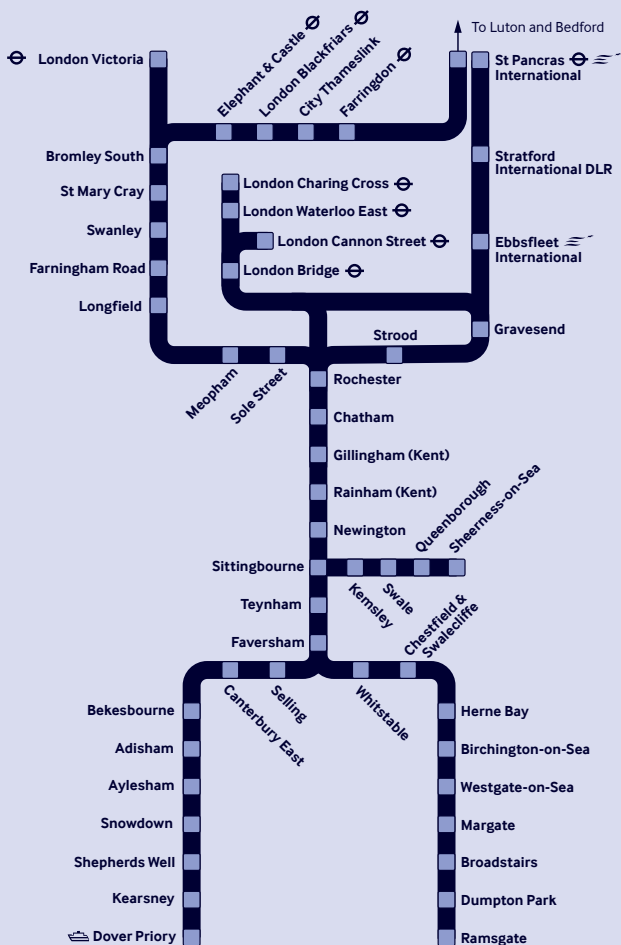 To Luton and Bedford
London Victoria
Elephant & Castle
London Blackfriars
City Thameslink
Farringdon
St Pancras
International
Bromley South
St Mary Cray
Swanley
Farningham Road
Longfield
London Charing Cross
London Waterloo East
London Cannon Street
London Bridge
Stratford
International DLR
Ebbsfleet
International
Gravesend
Strood
Meopham
Sole Street
Rochester
Chatham
Gillingham (Kent)
Rainham (Kent)
Newington
Sittingbourne
Kemsley
Swale
Queenborough
Sheerness-on-Sea
Teynham
Faversham
Selling
Canterbury East
Whitstable
Chestfield &
Swalecliffe
Bekesbourne
Adisham
Aylesham
Snowdown
Shepherds Well
Kearsney
Dover Priory
Herne Bay
Birchington-on-Sea
Westgate-on-Sea
Margate
Broadstairs
Dumpton Park
Ramsgate